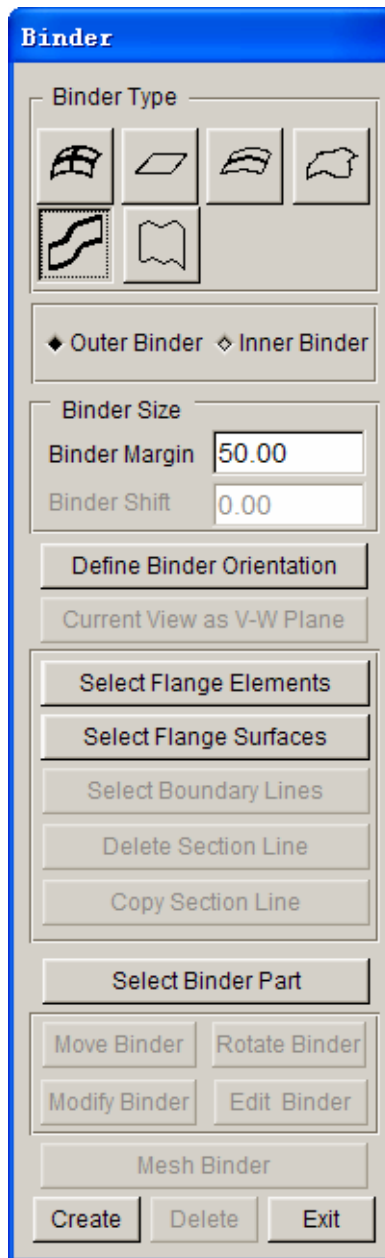 Binder
Binder Type
Outer Binder Inner Binder
Binder Size
Binder Margin 50.00
Binder Shift 0.00
Define Binder Orientation
Current View as V-W Plane
Select Flange Elements
Select Flange Surfaces
Select Boundary Lines
Delete Section Line
Copy Section Line
Select Binder Part
Move Binder Rotate Binder
Modify Binder Edit Binder
Mesh Binder
Create Delete Exit